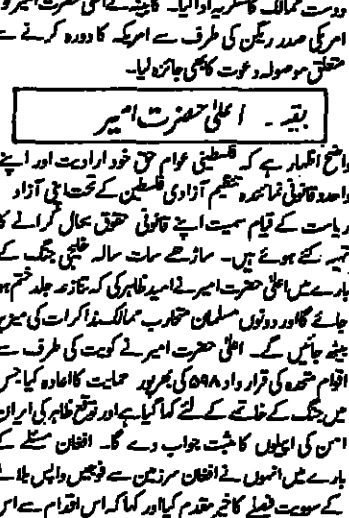 دوست ممالک کا شکریہ ادا کیا۔ کابینہ نے اعلیٰ حضرت امیر کو
امریکی صدر ریگن کی طرف سے امریکہ کا دورہ کرنے سے
متعلق موصولہ دعوت کا بھی جائزہ لیا۔
بقیہ ۔ اعلیٰ حضرت امیر
واضح اظہار ہے کہ فلسطینی عوام حق خود ارادیت اور اپنے
واحد و قانونی نمائندہ تنظیم آزادی فلسطین کے تحت اپنی آزاد
ریاست کے قیام سمیت اپنے قانونی حقوق بحال کرانے کا
تہیہ کئے ہوئے ہیں۔ ساڑھے سات سالہ خلیجی جنگ کے
بارے میں اعلیٰ حضرت امیر نے امید ظاہر کی کہ تنازعہ جلد ختم ہو
جائے گا اور دونوں مسلمان متحارب ممالک مذاکرات کی میز پر
بیٹھ جائیں گے۔ اعلیٰ حضرت امیر نے کویت کی طرف سے
اقوام متحدہ کی قرار داد ۵۹۸ کی بھرپور حمایت کا اعادہ کیا جس
میں جنگ کے خاتمے کے لئے کہا گیا ہے اور توقع ظاہر کی ایران
امن کی اپیلوں کا مثبت جواب دے گا۔ افغان مسئلے کے
بارے میں انہوں نے افغان سرزمین سے فوجیں واپس بلانے
کے سوویت فیصلے کا خیر مقدم کیا اور کہا کہ اس اقدام سے اس